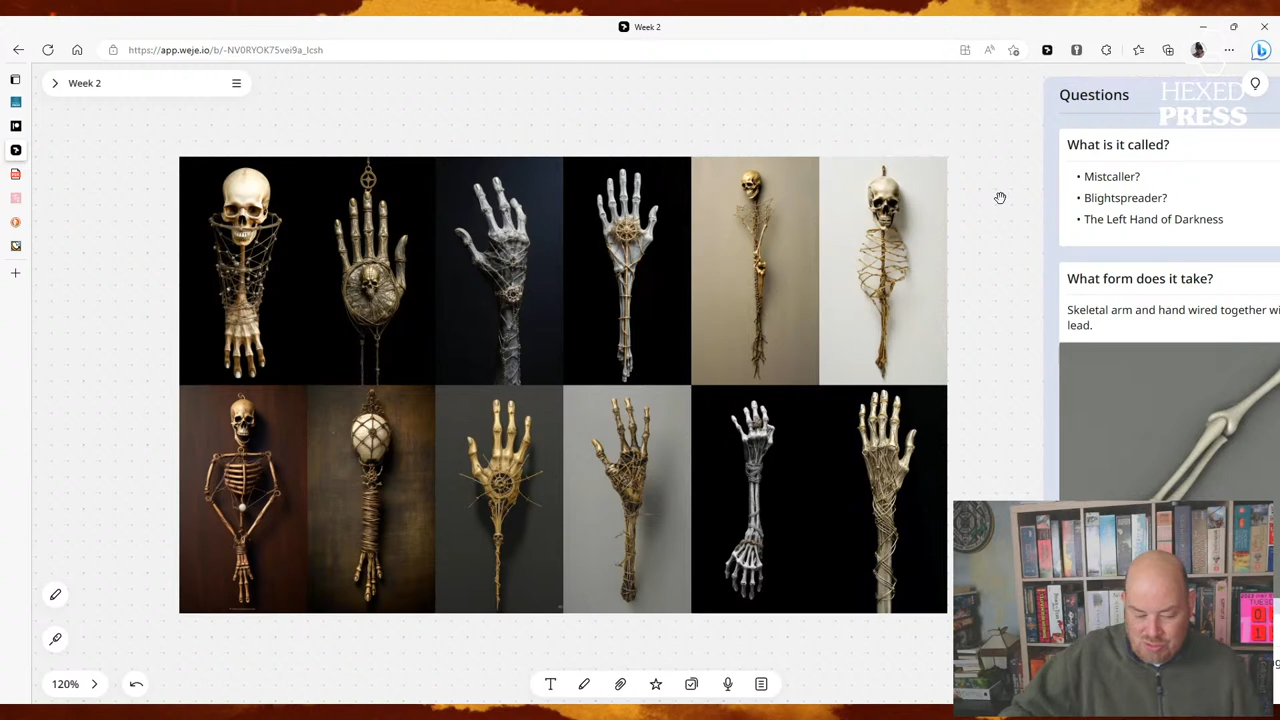 Week 2
https://app.weje.io/b/-NV0RYOK75vei9a_lcsh
Week 2
HEXED
PRESS
Questions
What is it called?
• Mistcaller?
• Blightspreader?
• The Left Hand of Darkness
What form does it take?
Skeletal arm and hand wired together wi
lead.
120%